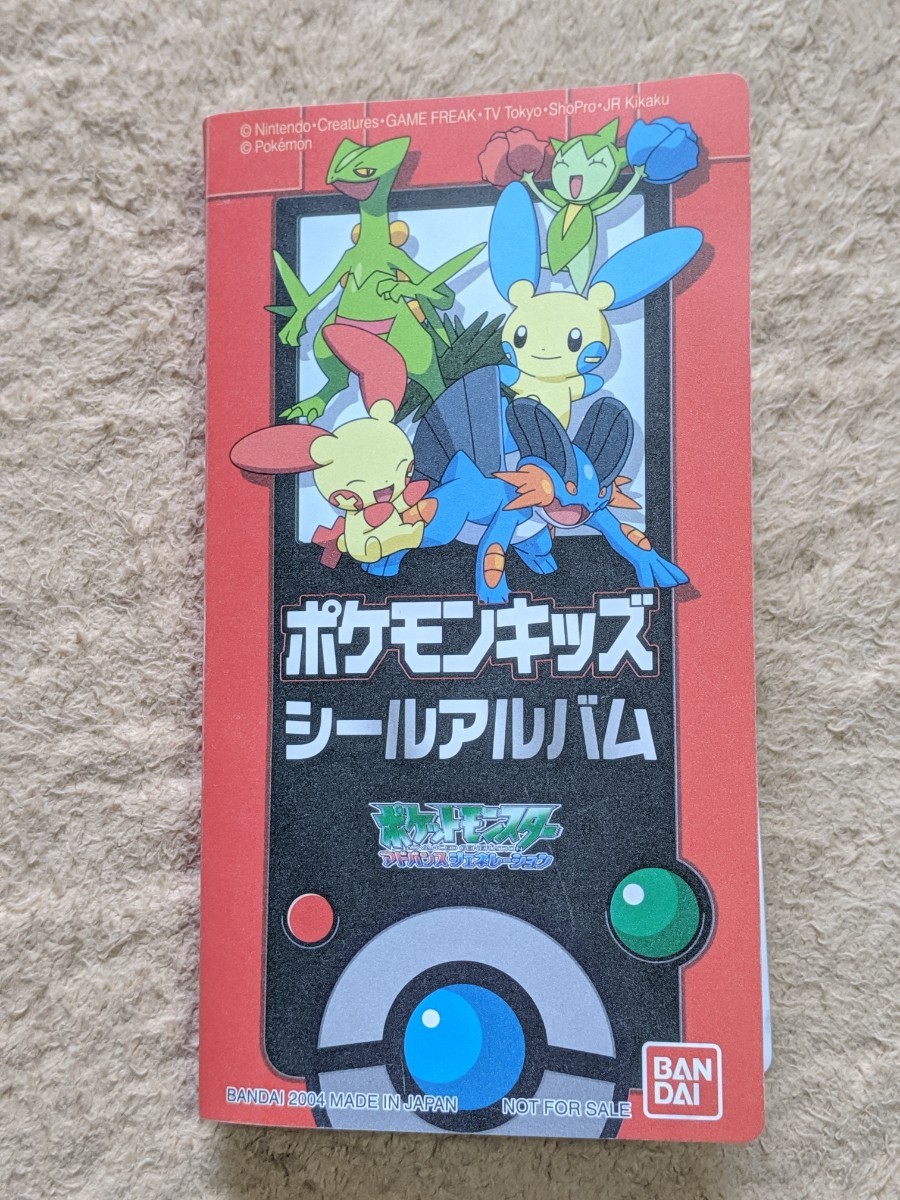 © Nintendo・Creatures・GAME FREAK・TV Tokyo・ShoPro・JR Kikaku
© Pokémon
ポケモンキッズ
シールアルバム
ポケットモンスター
アドバンスジェネレーション
BAN
DAI
BANDAI 2004 MADE IN JAPAN NOT FOR SALE